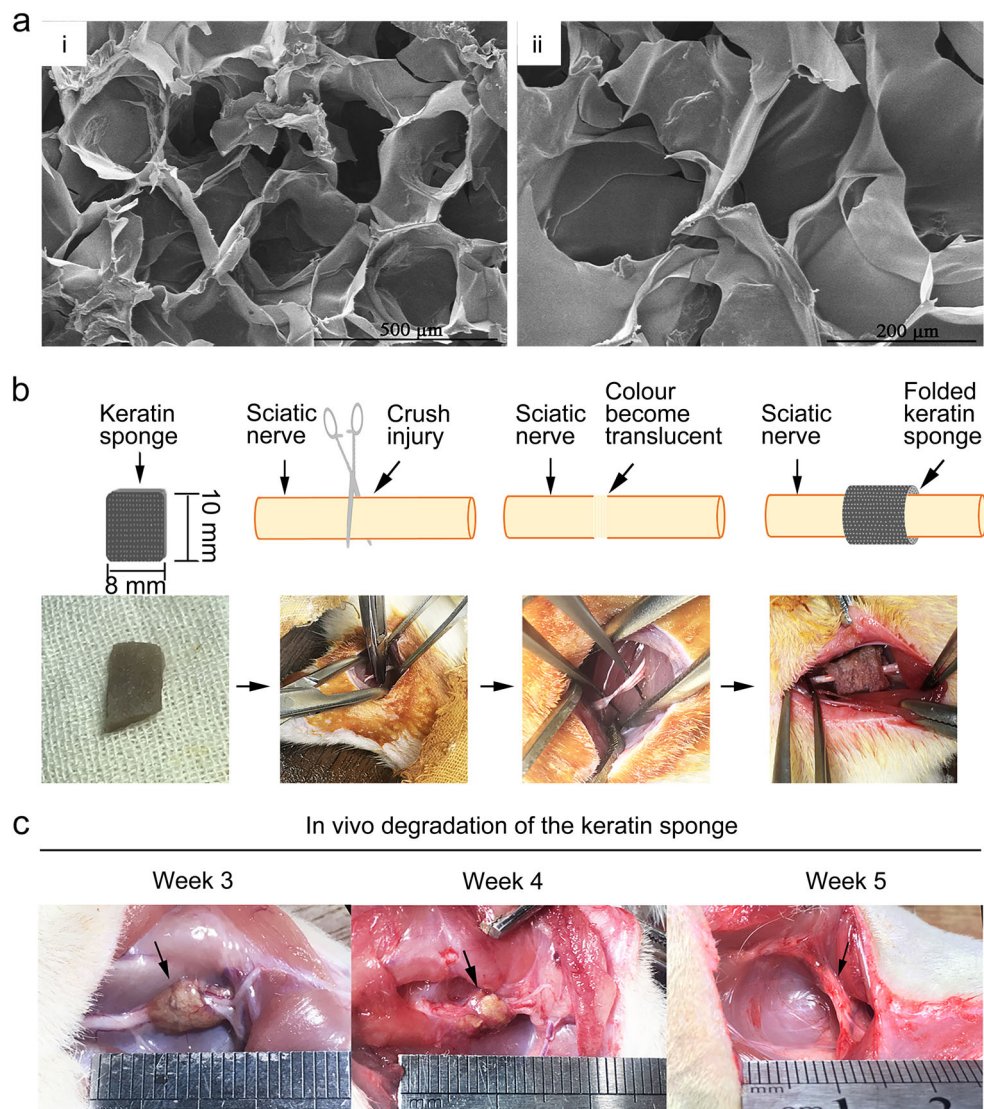 a
i
ii
500 µm
200 µm
b
Keratin
sponge
10 mm
8 mm
Sciatic
nerve
Crush
injury
Sciatic
nerve
Colour
become
translucent
Sciatic
nerve
Folded
keratin
sponge
c
In vivo degradation of the keratin sponge
Week 3
Week 4
Week 5
mm
mm